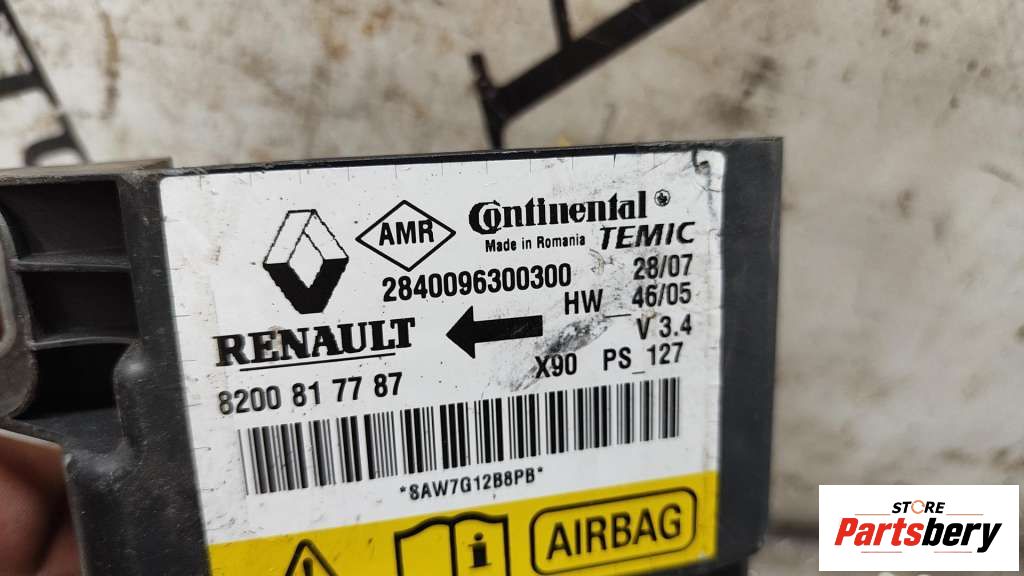 AMR
Continental
Made in Romania TEMIC
2840096300300
28/07
HW 46/05
V 3.4
RENAULT
X90 PS_127
8200 81 77 87
*8AW7G12B8PB*
i AIRBAG
STORE
Partsbery